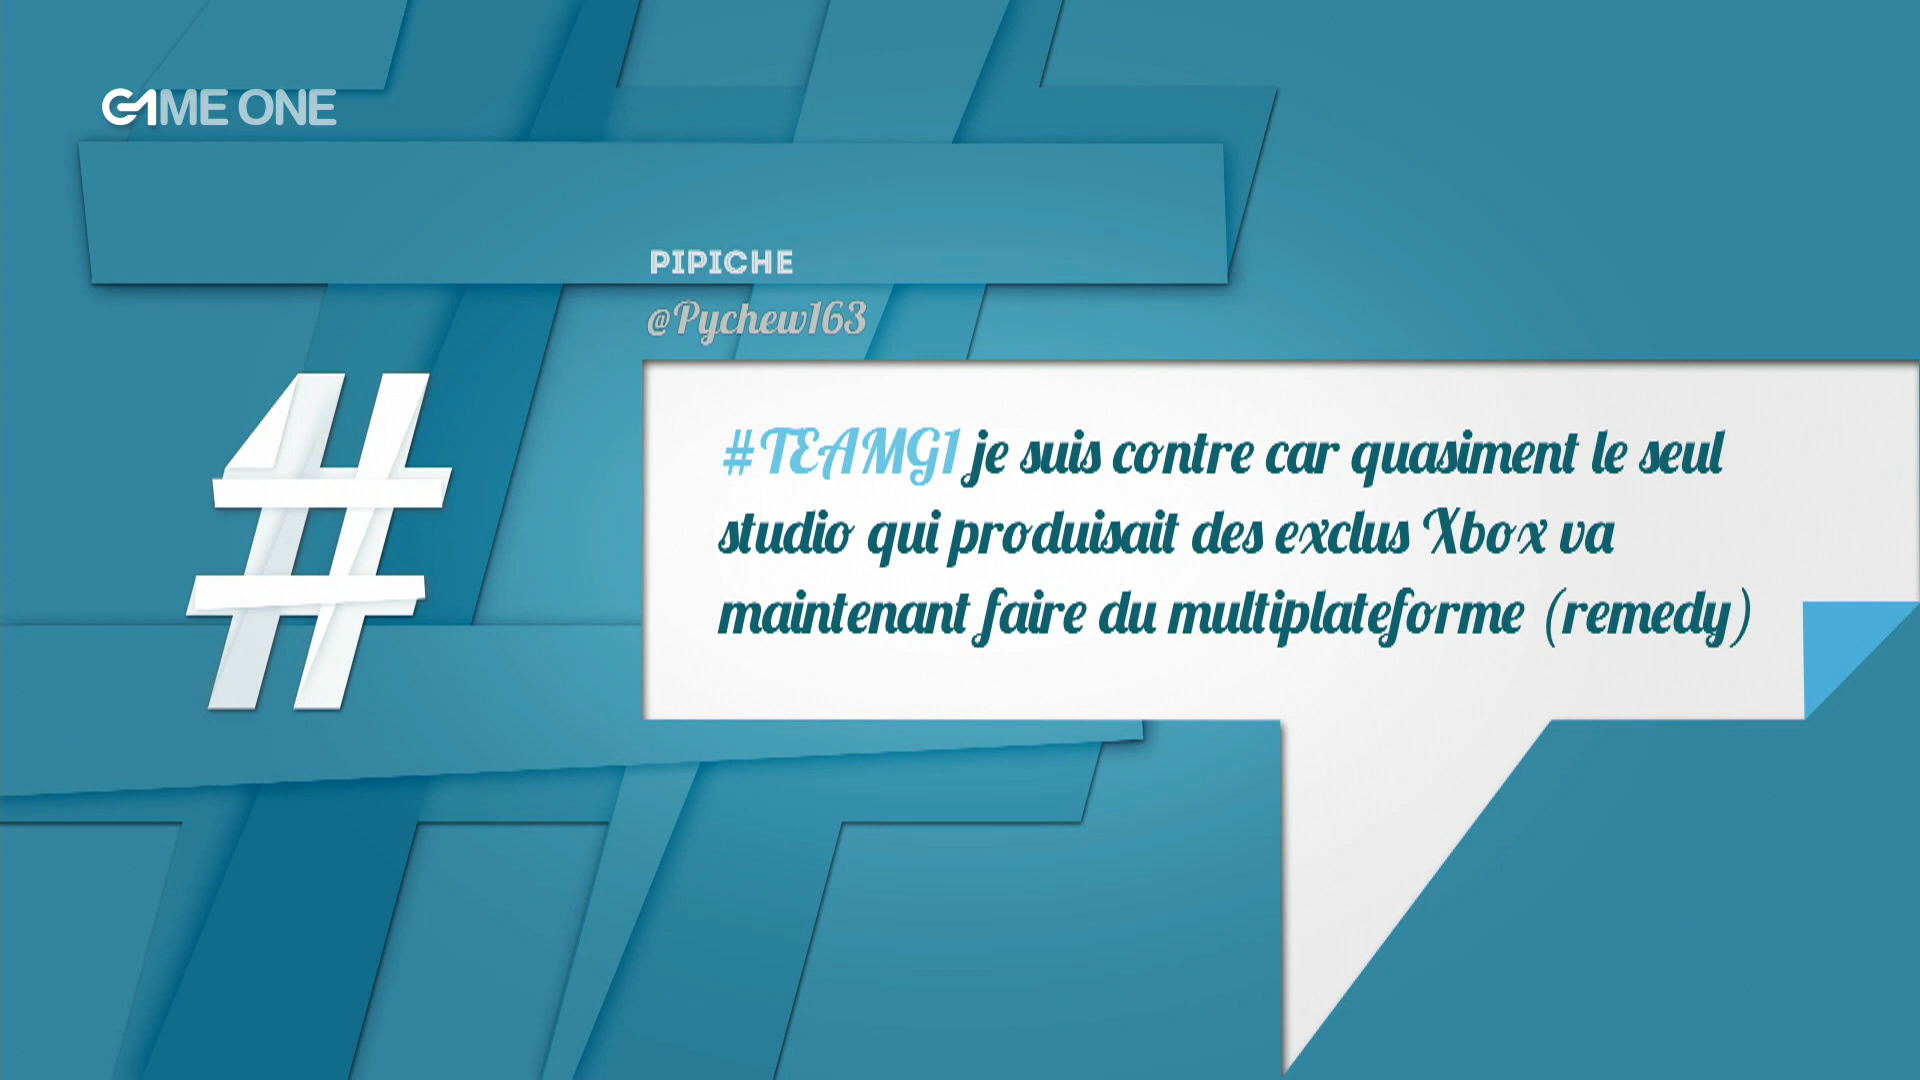 GAME ONE
PIPICHE
@Pychew163
#TEAMG1 je suis contre car quasiment le seul
studio qui produisait des exclus Xbox va
maintenant faire du multiplateforme (remedy)